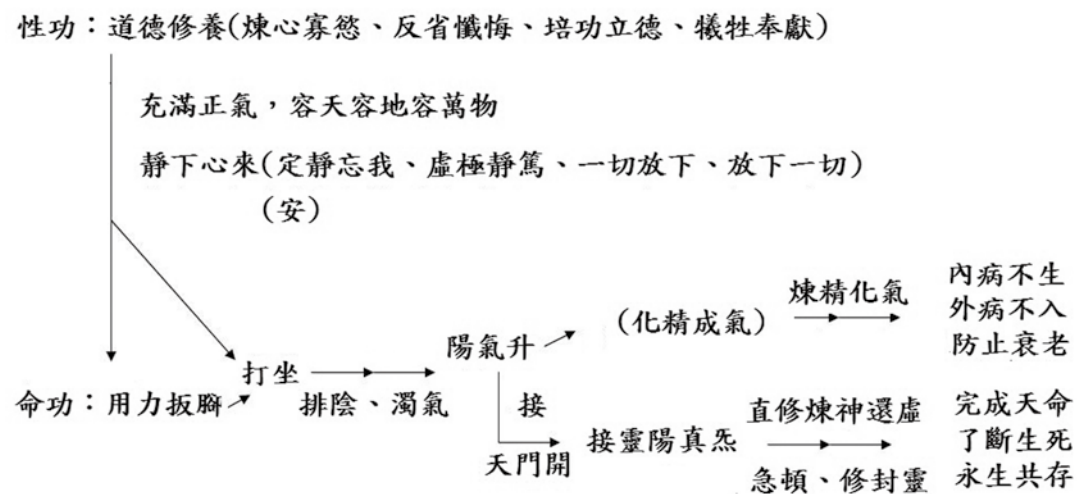 性功：道德修養(煉心寡慾、反省懺悔、培功立德、犧牲奉獻)
充滿正氣，容天容地容萬物
靜下心來(定靜忘我、虛極靜篤、一切放下、放下一切)
(安)
命功：用力扳腳
打坐
排陰、濁氣
陽氣升
(化精成氣)
煉精化氣
內病不生
外病不入
防止衰老
接
天門開
接靈陽真炁
直修煉神還虛
急頓、修封靈
完成天命
了斷生死
永生共存